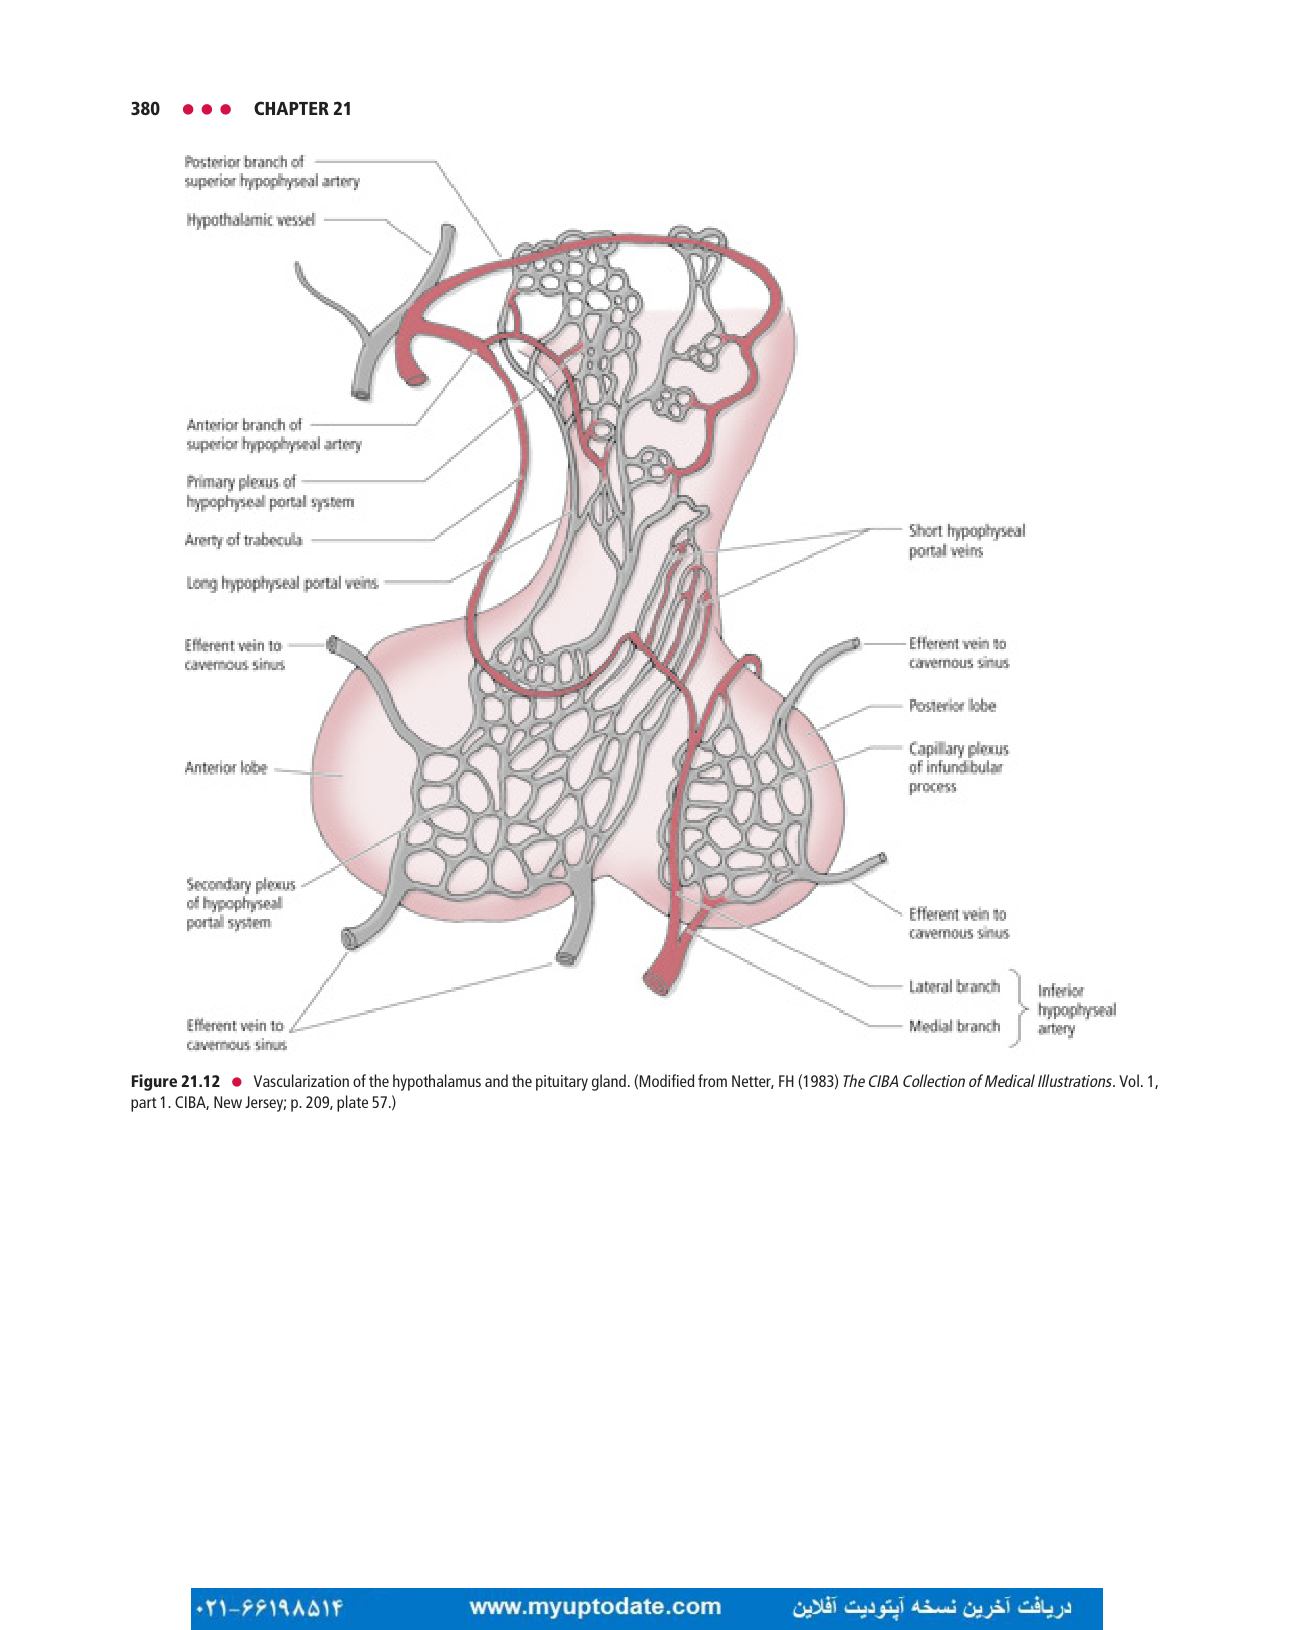 380 ● ● ● CHAPTER 21
Posterior branch of
superior hypophyseal artery
Hypothalamic vessel
Anterior branch of
superior hypophyseal artery
Primary plexus of
hypophyseal portal system
Arerty of trabecula
Long hypophyseal portal veins
Efferent vein to
cavernous sinus
Anterior lobe
Secondary plexus
of hypophyseal
portal system
Efferent vein to
cavernous sinus
Short hypophyseal
portal veins
Efferent vein to
cavernous sinus
Posterior lobe
Capillary plexus
of infundibular
process
Efferent vein to
cavernous sinus
Lateral branch
Medial branch
Inferior
hypophyseal
artery
Figure 21.12 ● Vascularization of the hypothalamus and the pituitary gland. (Modified from Netter, FH (1983) The CIBA Collection of Medical Illustrations. Vol. 1,
part 1. CIBA, New Jersey; p. 209, plate 57.)
۰۲۱-۶۶۱۹۸۵۱۴ www.myuptodate.com دریافت آخرین نسخه آپتودیت آفلاین